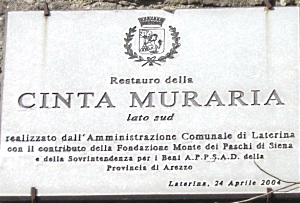 Restauro della
CINTA MURARIA
lato sud
realizzato dall'Amministrazione Comunale di Laterina
con il contributo della Fondazione Monte dei Paschi di Siena
e della Sovrintendenza per i Beni A.P.P.S.A.D. della
Provincia di Arezzo
Laterina, 24 Aprile 2004